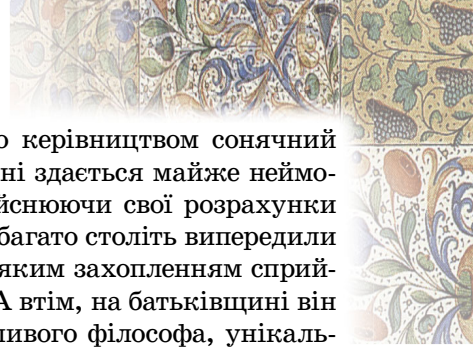 керівництвом сонячний
ні здається майже неймо-
йснюючи свої розрахунки
багато століть випередили
яким захопленням сприй-
А втім, на батьківщині він
ливого філософа, унікаль-